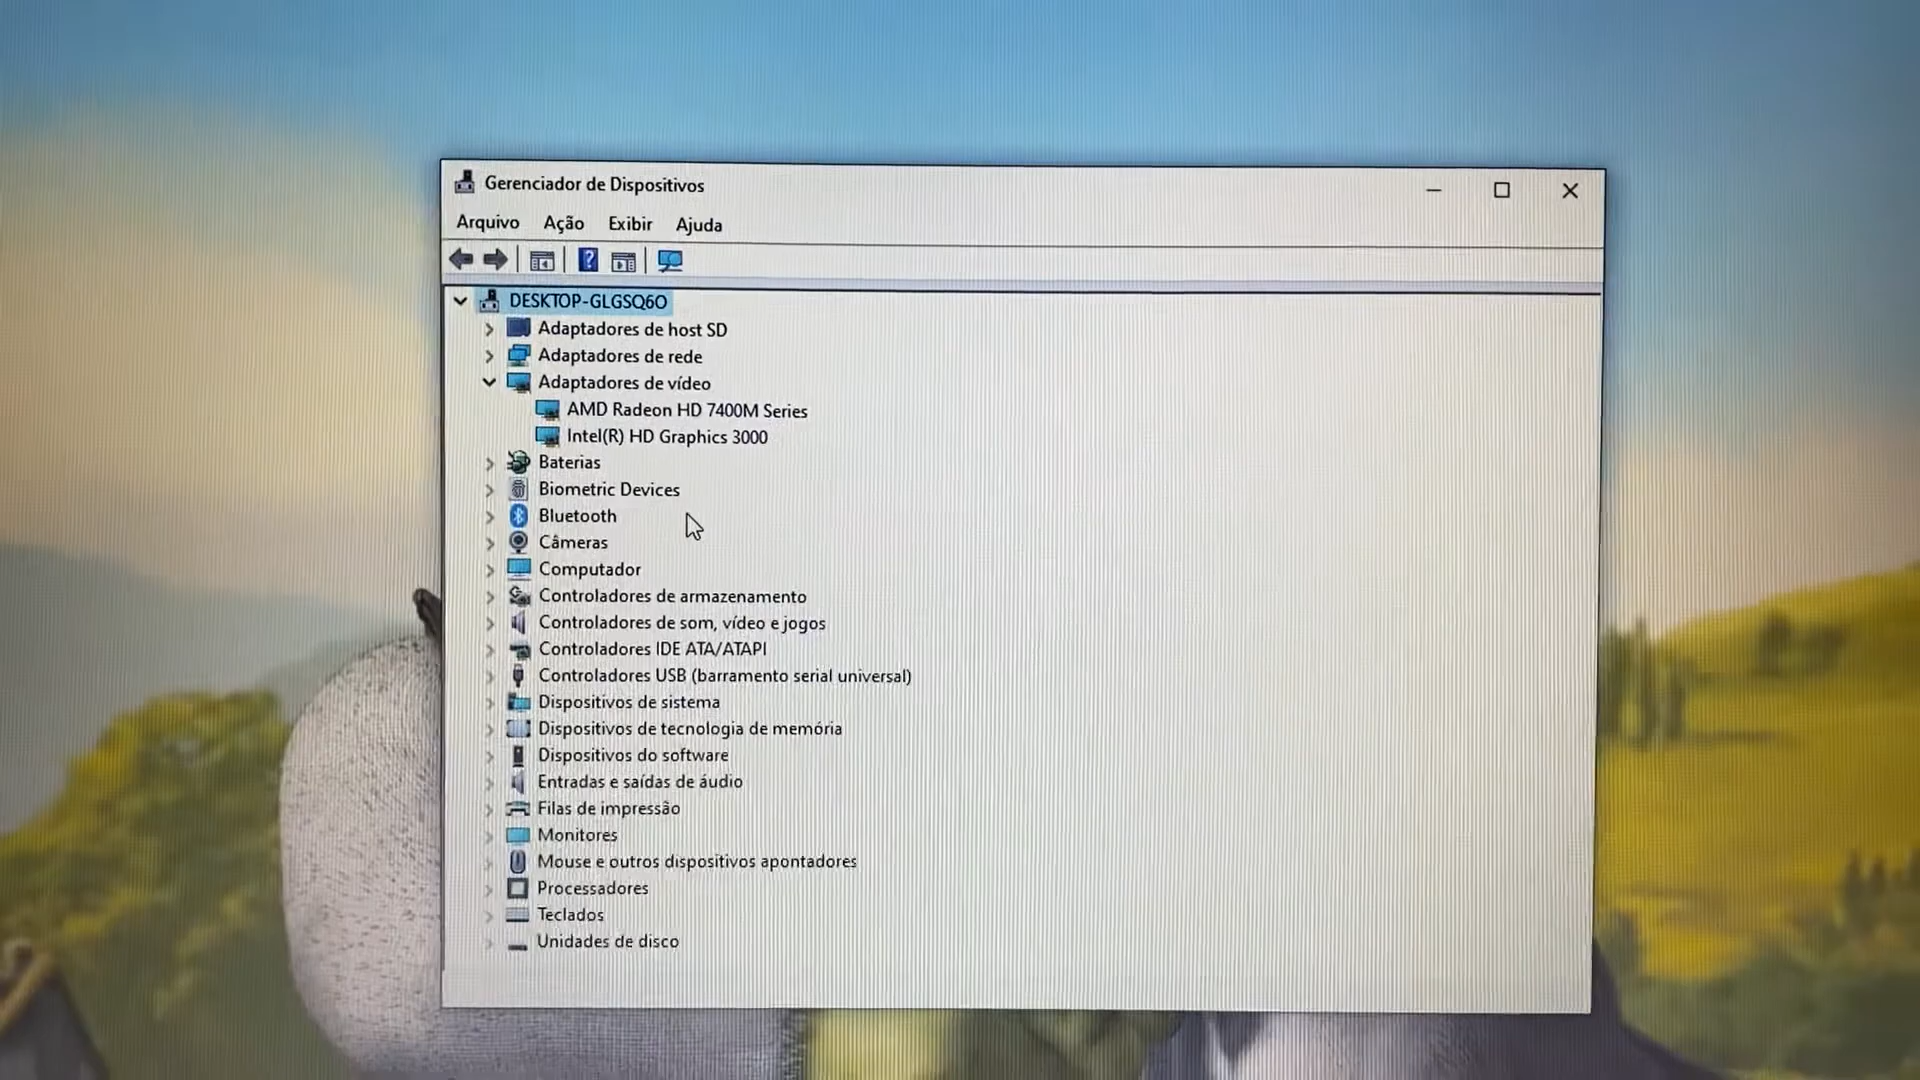 Gerenciador de Dispositivos
Arquivo Ação Exibir Ajuda
DESKTOP-GLGSQ6O
Adaptadores de host SD
Adaptadores de rede
Adaptadores de vídeo
AMD Radeon HD 7400M Series
Intel(R) HD Graphics 3000
Baterias
Biometric Devices
Bluetooth
Câmeras
Computador
Controladores de armazenamento
Controladores de som, vídeo e jogos
Controladores IDE ATA/ATAPI
Controladores USB (barramento serial universal)
Dispositivos de sistema
Dispositivos de tecnologia de memória
Dispositivos do software
Entradas e saídas de áudio
Filas de impressão
Monitores
Mouse e outros dispositivos apontadores
Processadores
Teclados
Unidades de disco